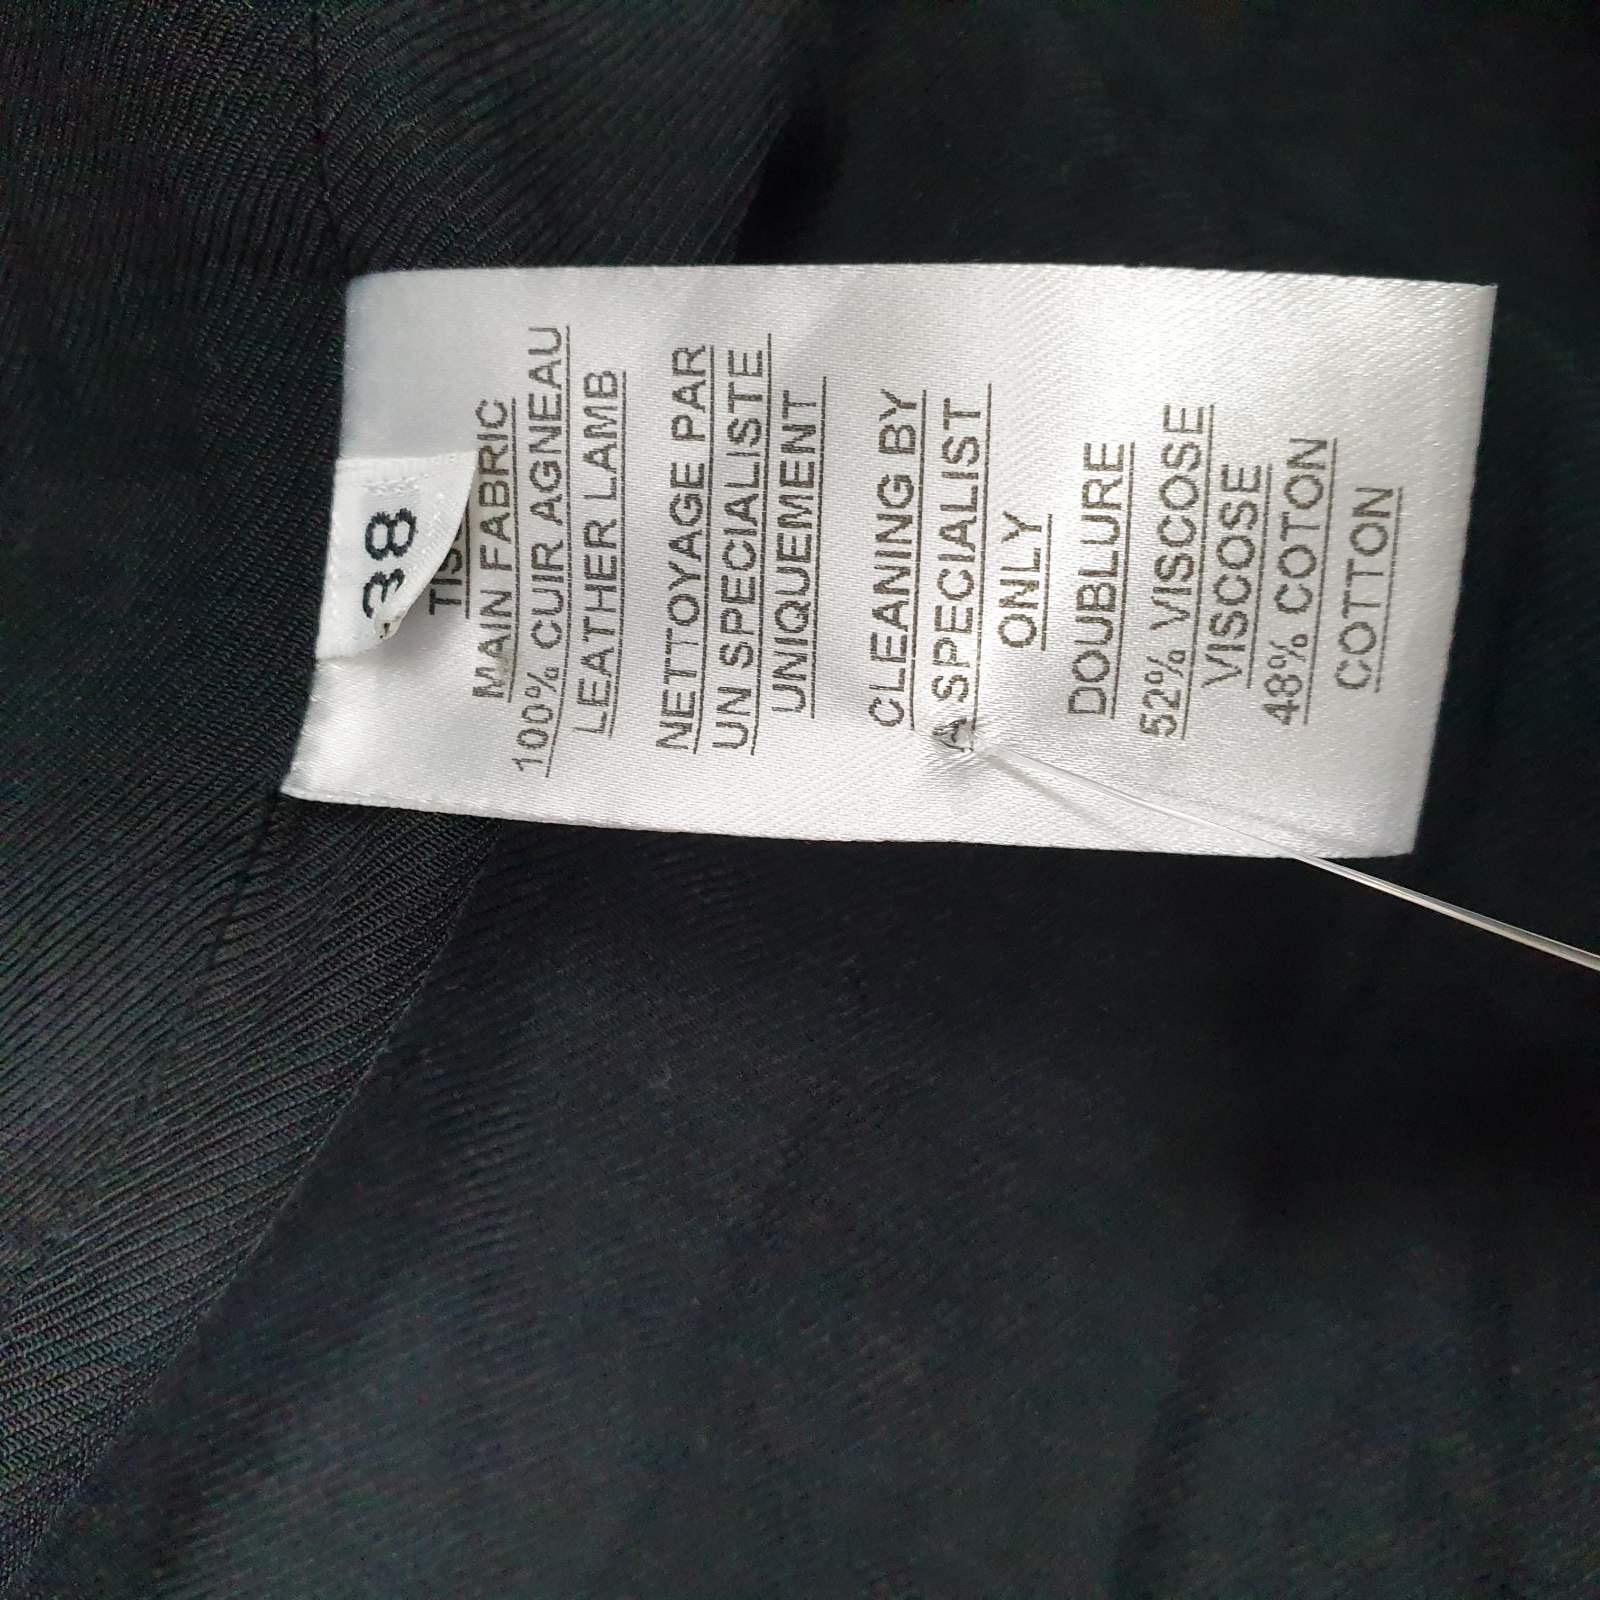 38
MAIN FABRIC
100% CUIR AGNEAU
LEATHER LAMB
NETTOYAGE PAR
UN SPECIALISTE
UNIQUEMENT
CLEANING BY
A SPECIALIST
ONLY
DOUBLURE
52% VISCOSE
VISCOSE
48% COTON
COTTON